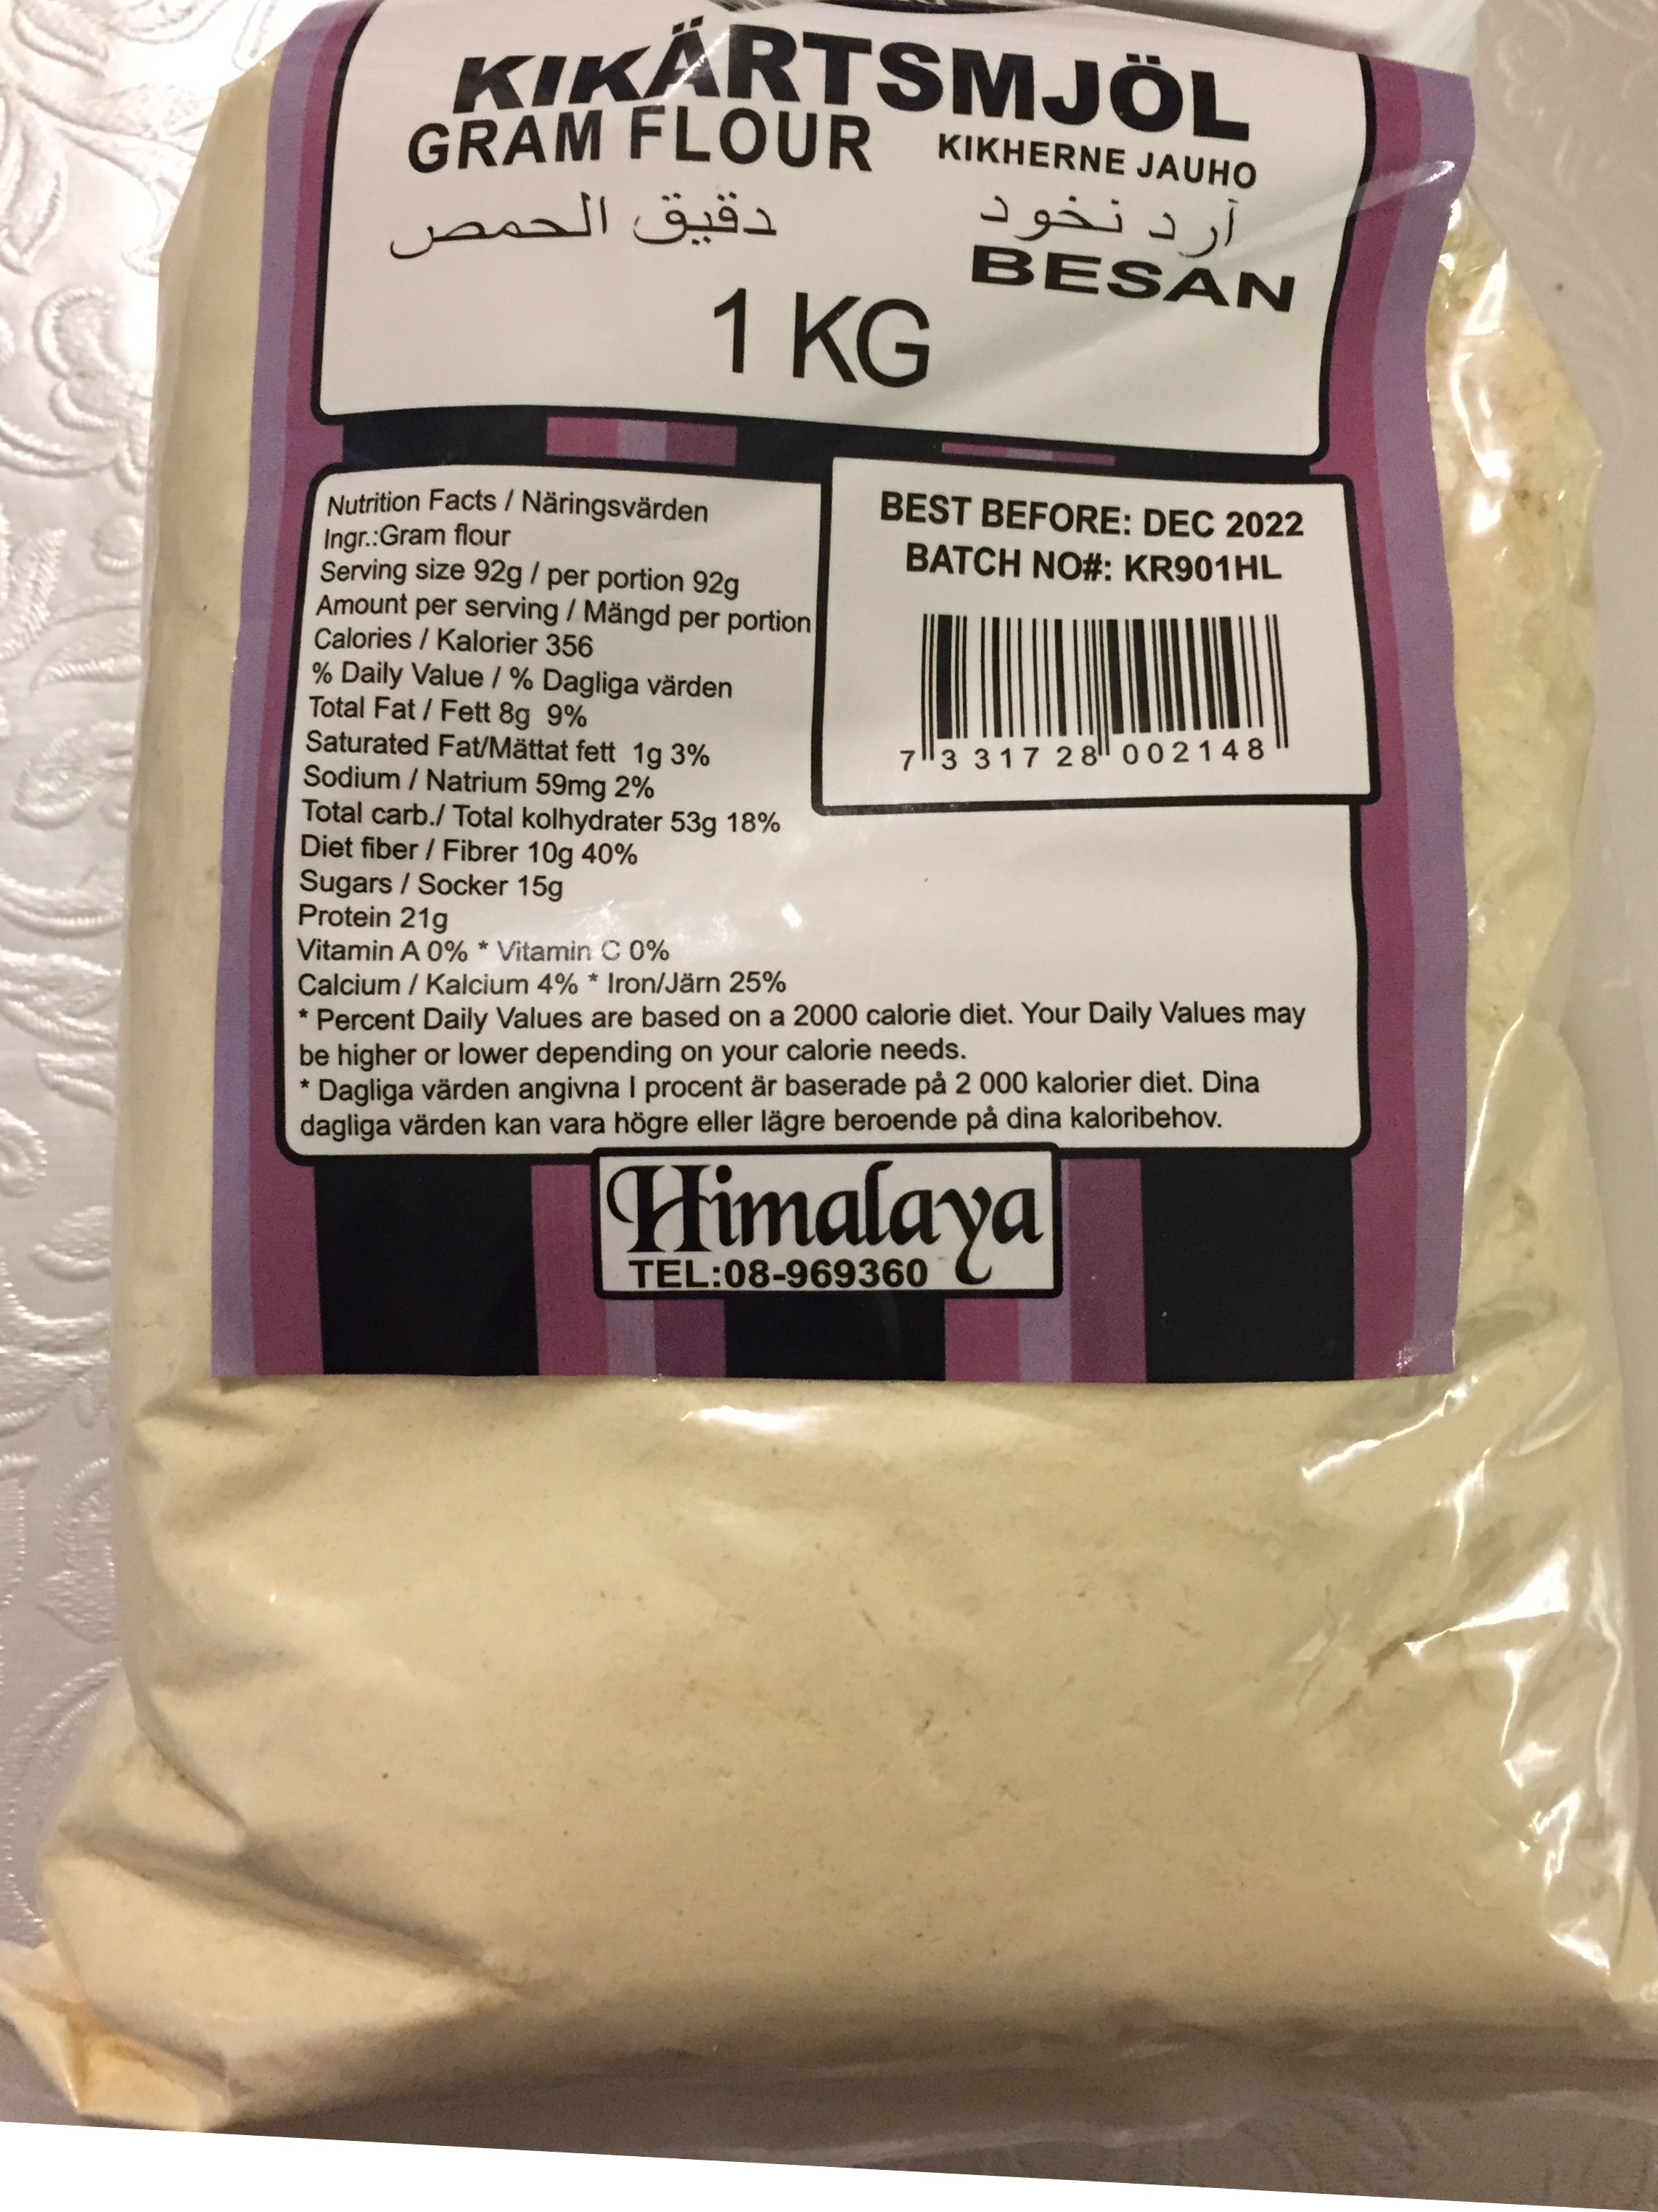 KIKÄRTSMJÖL
GRAM FLOUR KIKHERNE JAUHO
دقيق الحمص
آرد نخود
BESAN
1 KG
Nutrition Facts / Näringsvärden
Ingr.:Gram flour
Serving size 92g / per portion 92g
Amount per serving / Mängd per portion
Calories / Kalorier 356
% Daily Value / % Dagliga värden
Total Fat / Fett 8g 9%
Saturated Fat/Mättat fett 1g 3%
Sodium / Natrium 59mg 2%
Total carb./ Total kolhydrater 53g 18%
Diet fiber / Fibrer 10g 40%
Sugars / Socker 15g
Protein 21g
Vitamin A 0% * Vitamin C 0%
Calcium / Kalcium 4% * Iron/Järn 25%
* Percent Daily Values are based on a 2000 calorie diet. Your Daily Values may
be higher or lower depending on your calorie needs.
* Dagliga värden angivna I procent är baserade på 2 000 kalorier diet. Dina
dagliga värden kan vara högre eller lägre beroende på dina kaloribehov.
BEST BEFORE: DEC 2022
BATCH NO#: KR901HL
7 331728 002148
Himalaya
TEL:08-969360